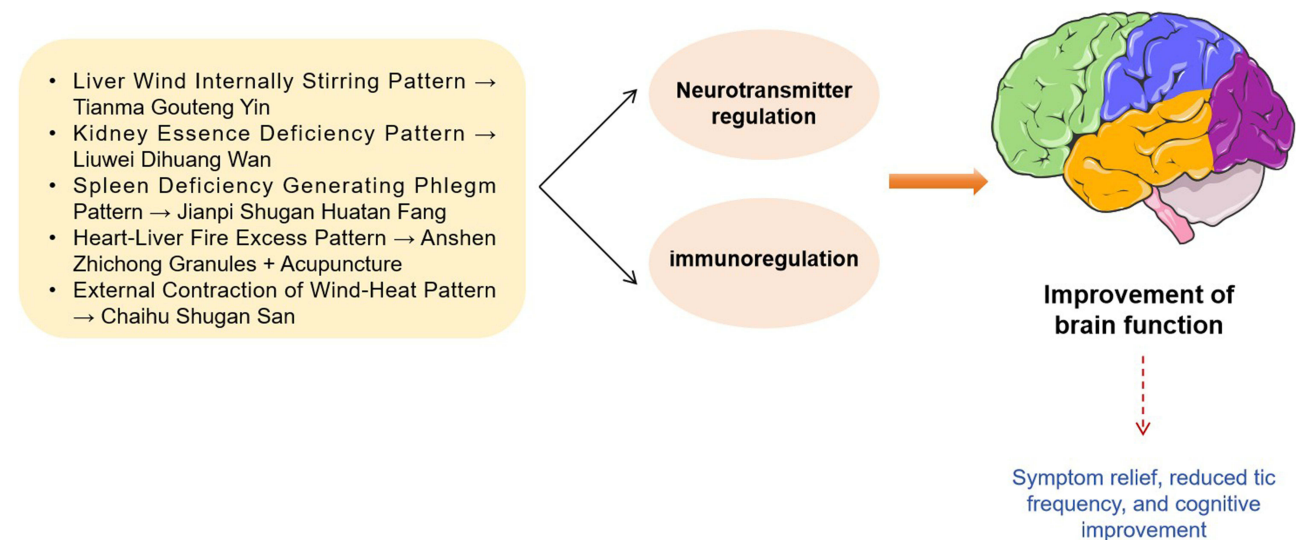 • Liver Wind Internally Stirring Pattern →
Tianma Gouteng Yin
• Kidney Essence Deficiency Pattern →
Liuwei Dihuang Wan
• Spleen Deficiency Generating Phlegm
Pattern → Jianpi Shugan Huatan Fang
• Heart-Liver Fire Excess Pattern → Anshen
Zhichong Granules + Acupuncture
• External Contraction of Wind-Heat Pattern
→ Chaihu Shugan San
Neurotransmitter
regulation
immunoregulation
Improvement of
brain function
Symptom relief, reduced tic
frequency, and cognitive
improvement